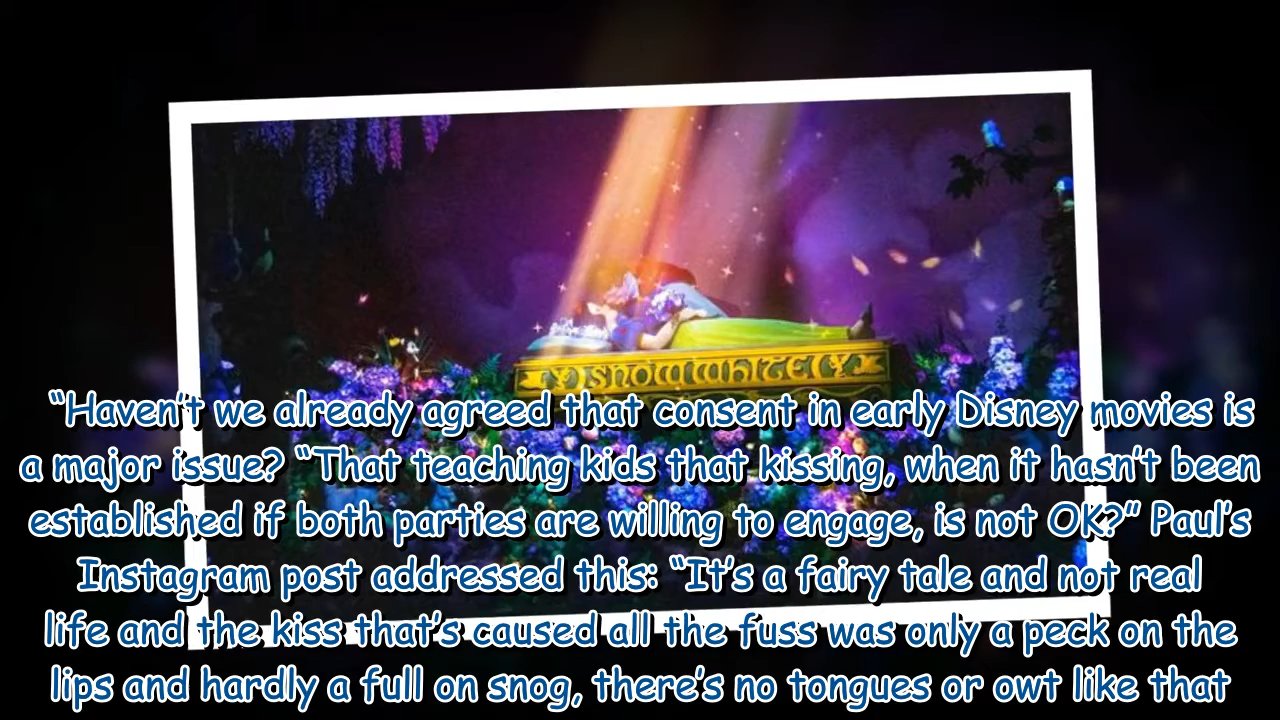 SNOW WHITE
“Haven’t we already agreed that consent in early Disney movies is
a major issue? “That teaching kids that kissing, when it hasn’t been
established if both parties are willing to engage, is not OK?” Paul’s
Instagram post addressed this: “It’s a fairy tale and not real
life and the kiss that’s caused all the fuss was only a peck on the
lips and hardly a full on snog, there’s no tongues or owt like that